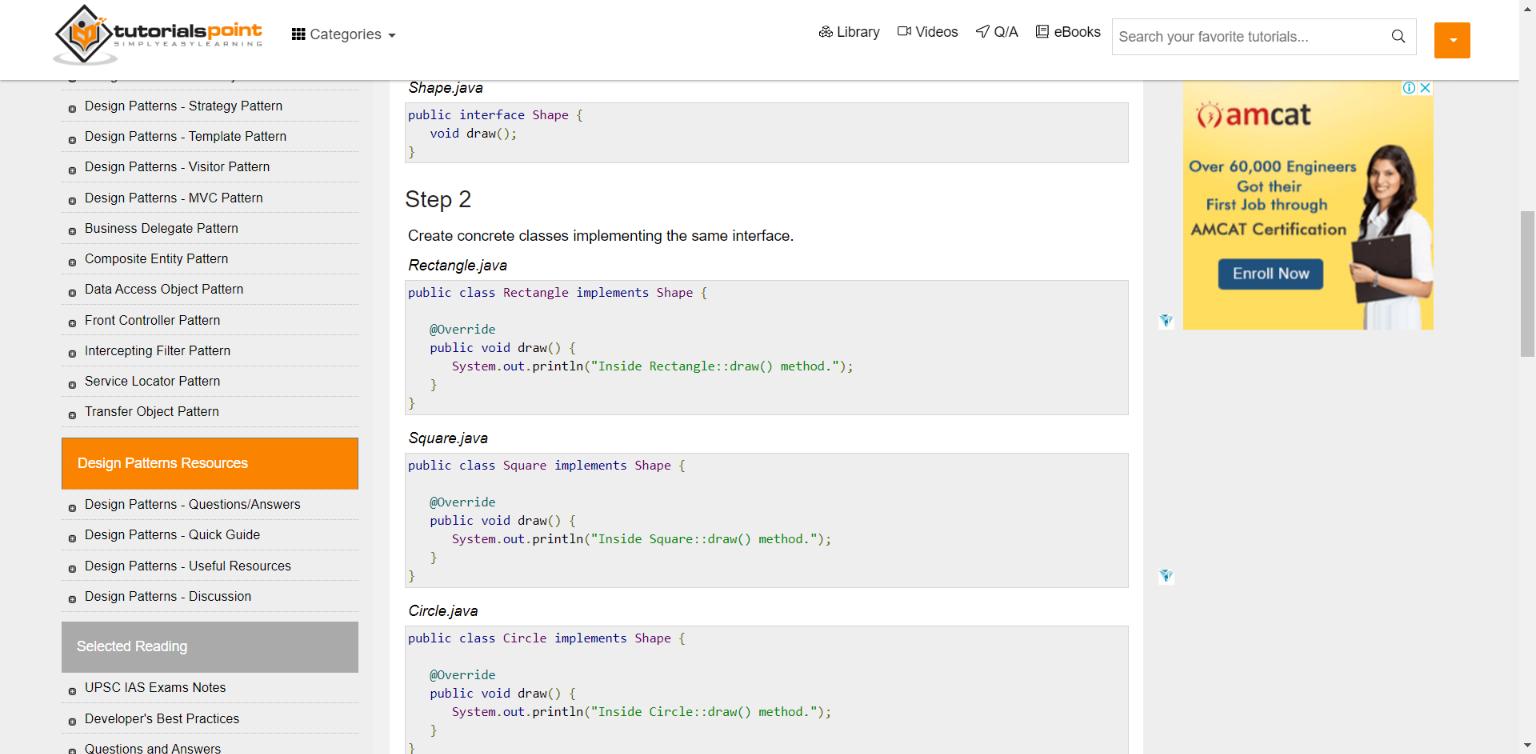 tutorialspoint
SIMPLYEASYLEARNING
Categories
Library
Videos
Q/A
eBooks
Search your favorite tutorials...
Design Patterns - Strategy Pattern
Design Patterns - Template Pattern
Design Patterns - Visitor Pattern
Design Patterns - MVC Pattern
Business Delegate Pattern
Composite Entity Pattern
Data Access Object Pattern
Front Controller Pattern
Intercepting Filter Pattern
Service Locator Pattern
Transfer Object Pattern
Design Patterns Resources
Design Patterns - Questions/Answers
Design Patterns - Quick Guide
Design Patterns - Useful Resources
Design Patterns - Discussion
Selected Reading
UPSC IAS Exams Notes
Developer's Best Practices
Questions and Answers
Shape.java
public interface Shape {
   void draw();
}
Step 2
Create concrete classes implementing the same interface.
Rectangle.java
public class Rectangle implements Shape {
   @Override
   public void draw() {
      System.out.println("Inside Rectangle::draw() method.");
   }
}
Square.java
public class Square implements Shape {
   @Override
   public void draw() {
      System.out.println("Inside Square::draw() method.");
   }
}
Circle.java
public class Circle implements Shape {
   @Override
   public void draw() {
      System.out.println("Inside Circle::draw() method.");
   }
}
amcat
Over 60,000 Engineers
Got their
First Job through
AMCAT Certification
Enroll Now